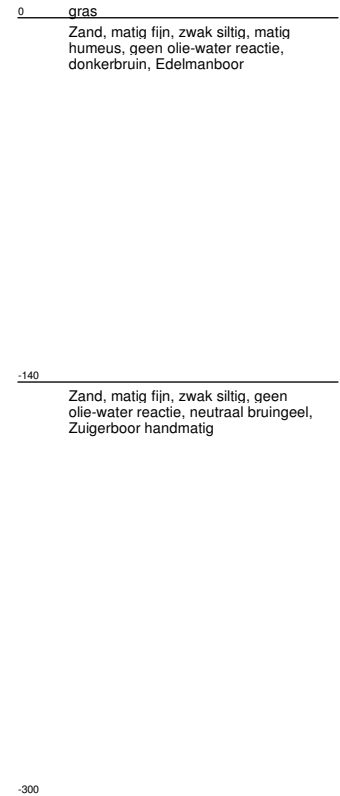 0 gras
Zand, matig fijn, zwak siltig, matig
humeus, geen olie-water reactie,
donkerbruin, Edelmanboor
-140
Zand, matig fijn, zwak siltig, geen
olie-water reactie, neutraal bruingeel,
Zuigerboor handmatig
-300